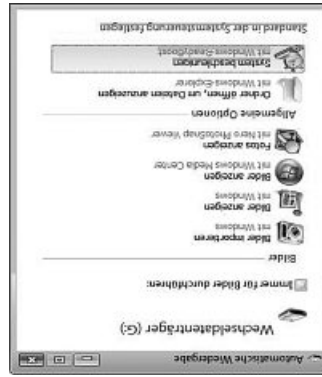 Automatische Wiedergabe
Wechseldatenträger (G:)
Immer für Bilder durchführen:
Bilder
Bilder importieren
mit Windows
Bilder anzeigen
mit Windows
Bilder anzeigen
mit Windows Media Center
Fotos anzeigen
mit Nero PhotoSnap Viewer
Allgemeine Optionen
Ordner öffnen, um Dateien anzuzeigen
mit Windows-Explorer
System beschleunigen
mit Windows-ReadyBoost
Standard in der Systemsteuerung festlegen